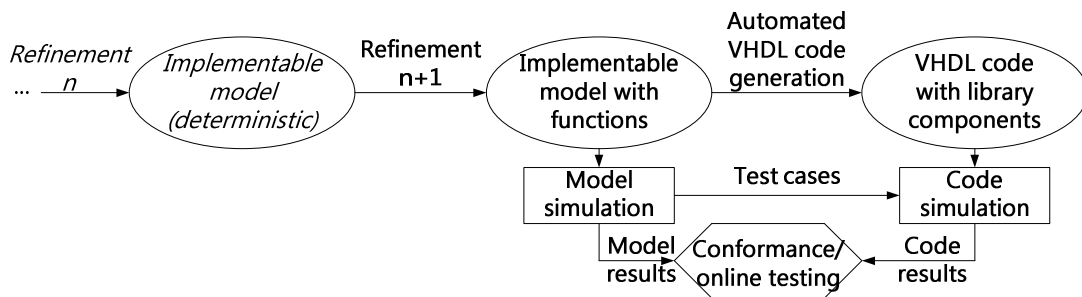 Refinement
n
...
Implementable
model
(deterministic)
Refinement
n+1
Implementable
model with
functions
Automated
VHDL code
generation
VHDL code
with library
components
Model
simulation
Test cases
Code
simulation
Model
results
Conformance/
online testing
Code
results